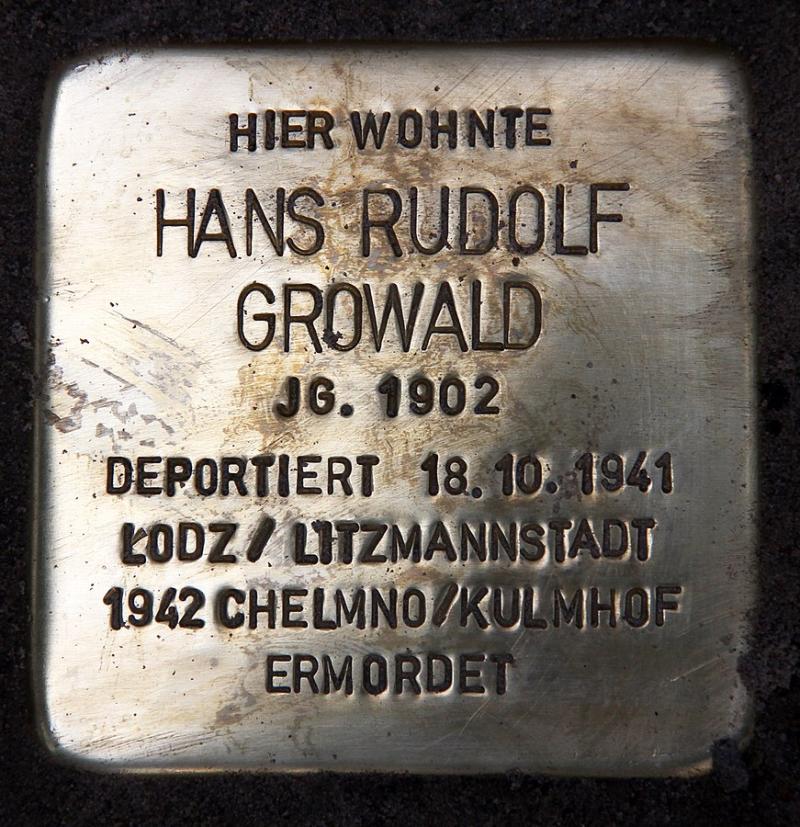 HIER WOHNTE
HANS RUDOLF
GROWALD
JG. 1902
DEPORTIERT 18.10.1941
ŁODZ / LITZMANNSTADT
1942 CHELMNO/KULMHOF
ERMORDET